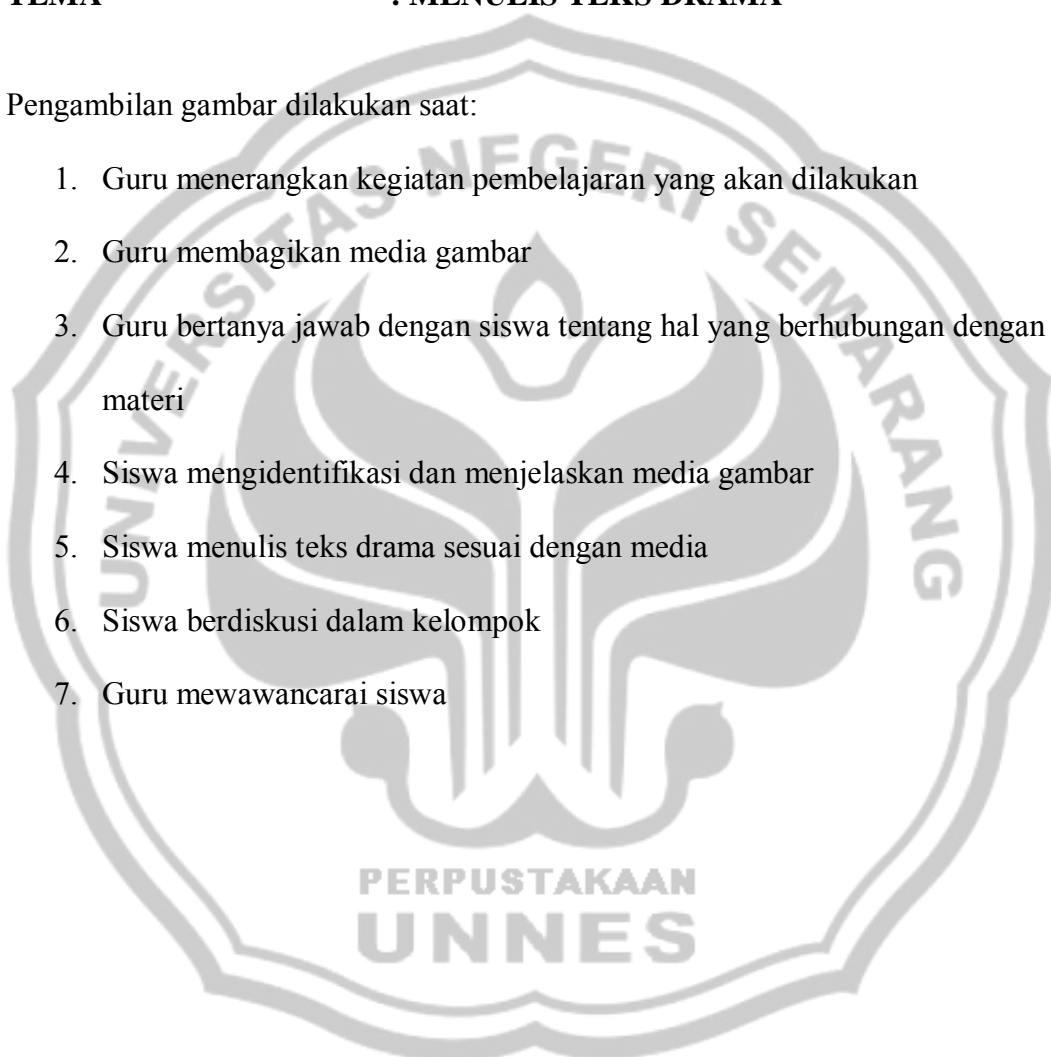 TEMA : MENULIS TEKS DRAMA
Pengambilan gambar dilakukan saat:
1. Guru menerangkan kegiatan pembelajaran yang akan dilakukan
2. Guru membagikan media gambar
3. Guru bertanya jawab dengan siswa tentang hal yang berhubungan dengan
materi
4. Siswa mengidentifikasi dan menjelaskan media gambar
5. Siswa menulis teks drama sesuai dengan media
6. Siswa berdiskusi dalam kelompok
7. Guru mewawancarai siswa
UNIVERSITAS NEGERI SEMARANG
PERPUSTAKAAN
UNNES